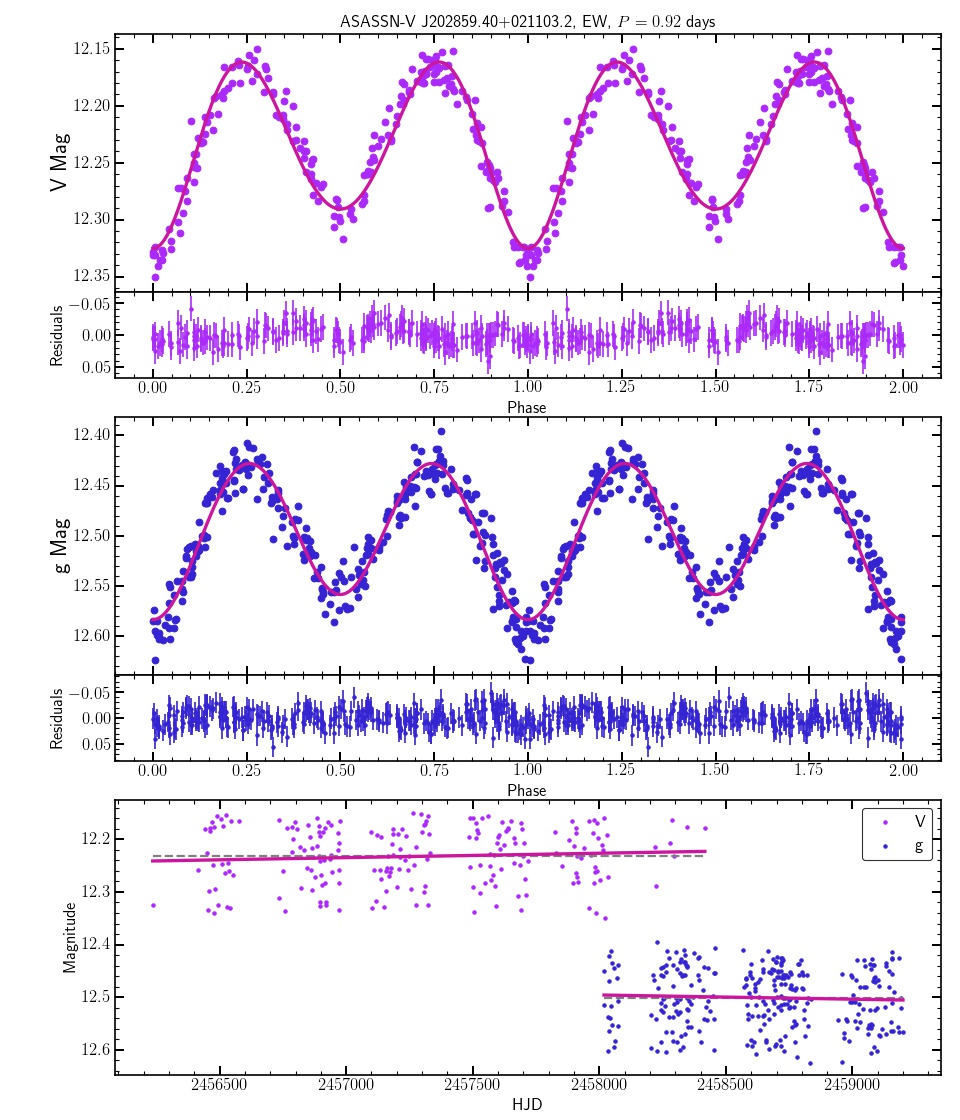 ASASSN-V J202859.40+021103.2, EW, P = 0.92 days
12.15
12.20
12.25
12.30
12.35
V Mag
−0.05
0.00
0.05
Residuals
0.00 0.25 0.50 0.75 1.00 1.25 1.50 1.75 2.00
Phase
12.40
12.45
12.50
12.55
12.60
g Mag
−0.05
0.00
0.05
Residuals
0.00 0.25 0.50 0.75 1.00 1.25 1.50 1.75 2.00
Phase
V
g
12.2
12.3
12.4
12.5
12.6
Magnitude
2456500 2457000 2457500 2458000 2458500 2459000
HJD